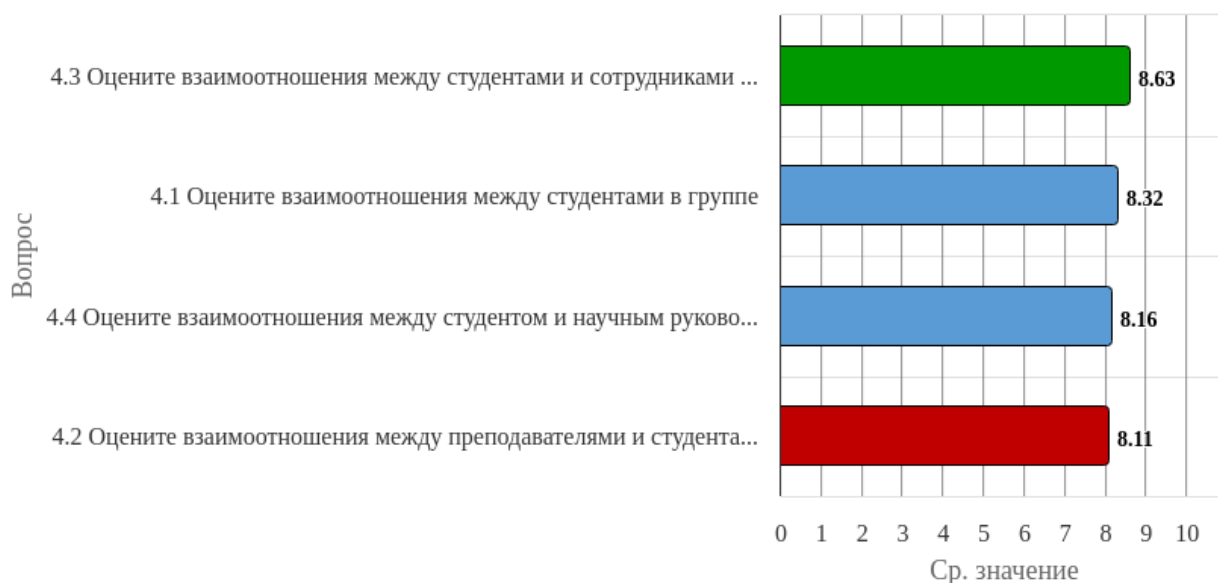 4.3 Оцените взаимоотношения между студентами и сотрудниками ...
8.63
4.1 Оцените взаимоотношения между студентами в группе
8.32
Вопрос
4.4 Оцените взаимоотношения между студентом и научным руково...
8.16
4.2 Оцените взаимоотношения между преподавателями и студента...
8.11
0 1 2 3 4 5 6 7 8 9 10
Ср. значение